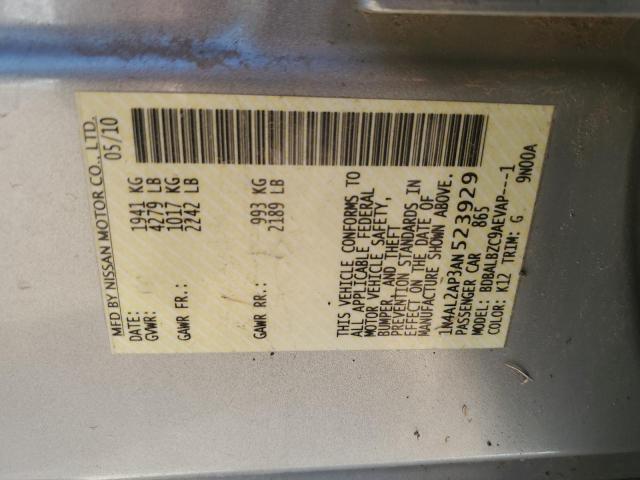 MFD BY NISSAN MOTOR CO., LTD.
DATE: 05/10
GVWR: 1941 KG
4279 LB
GAWR FR: 1017 KG
2242 LB
GAWR RR: 993 KG
2189 LB
THIS VEHICLE CONFORMS TO
ALL APPLICABLE FEDERAL
MOTOR VEHICLE SAFETY,
BUMPER, AND THEFT
PREVENTION STANDARDS IN
EFFECT ON THE DATE OF
MANUFACTURE SHOWN ABOVE.
1N4AL2AP3AN523929
PASSENGER CAR 865
MODEL: BDBALBZC9AEVAP----1
COLOR: K12 TRIM: G 9N00A